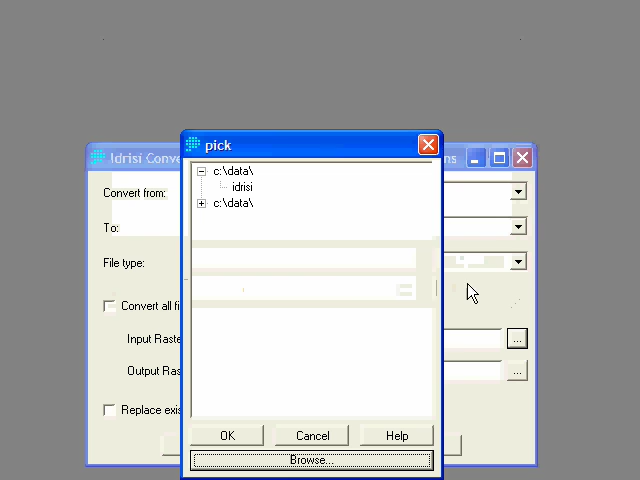 pick
Idrisi Conve ns
c:\data\
idrisi
c:\data\
Convert from:
To:
File type:
Convert all fi
Input Raste ...
Output Ras ...
Replace exis
OK Cancel Help
Browse...